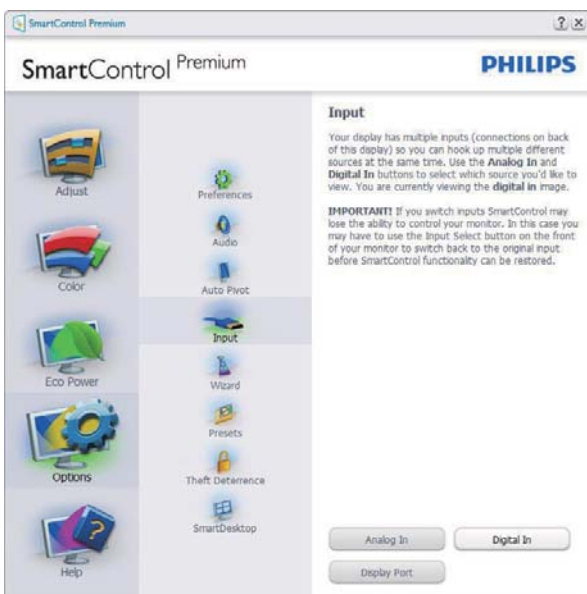 SmartControl Premium
SmartControl Premium
PHILIPS
Adjust
Color
Eco Power
Options
Help
Preferences
Audio
Auto Pivot
Input
Wizard
Presets
Theft Deterrence
SmartDesktop
Input
Your display has multiple inputs (connections on back
of this display) so you can hook up multiple different
sources at the same time. Use the Analog In and
Digital In buttons to select which source you'd like to
view. You are currently viewing the digital in image.
IMPORTANT! If you switch inputs SmartControl may
lose the ability to control your monitor. In this case you
may have to use the Input Select button on the front
of your monitor to switch back to the original input
before SmartControl functionality can be restored.
Analog In
Digital In
Display Port